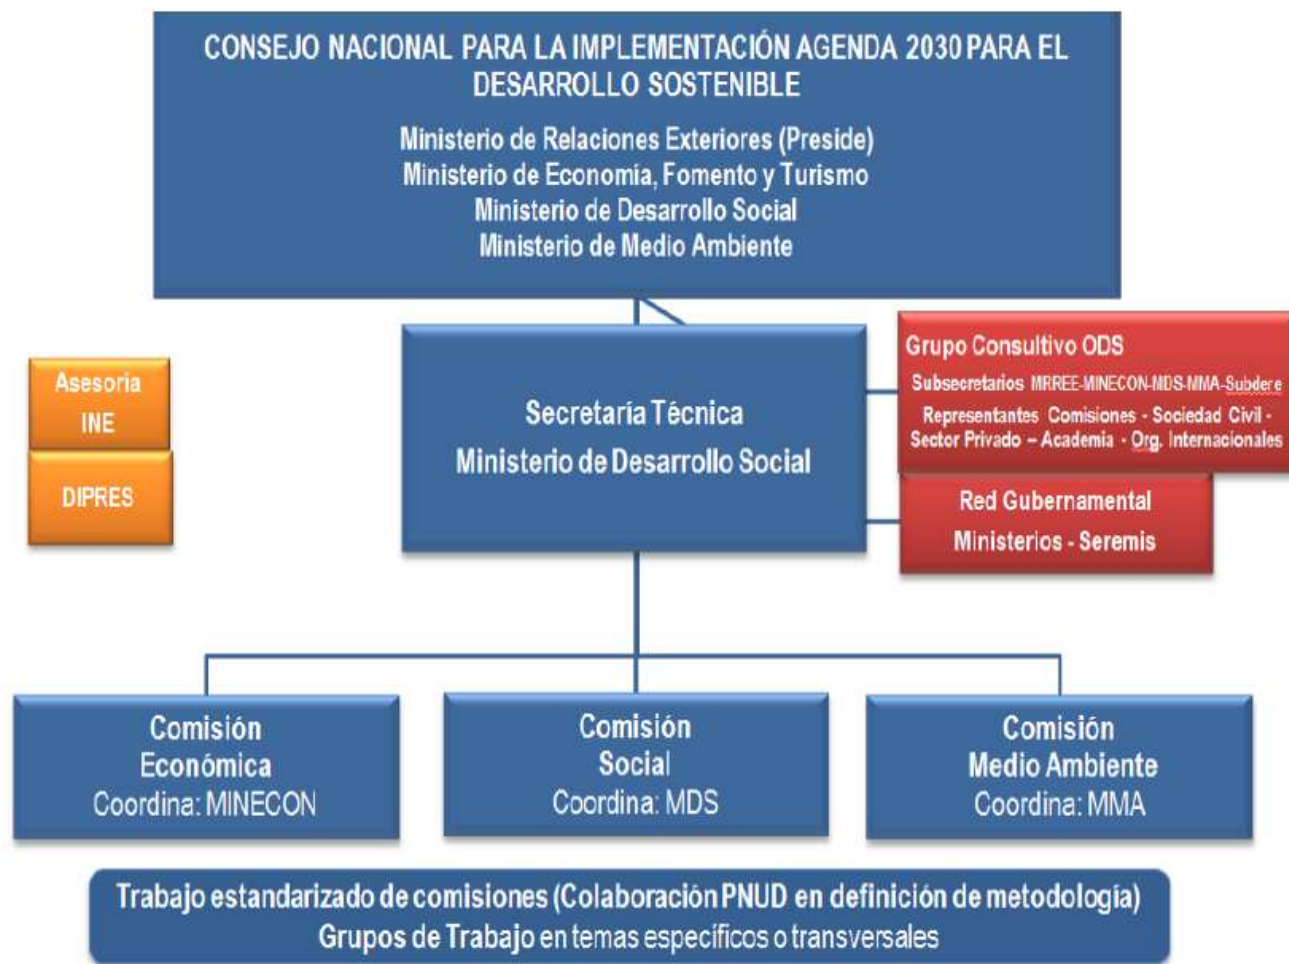 CONSEJO NACIONAL PARA LA IMPLEMENTACIÓN AGENDA 2030 PARA EL
DESARROLLO SOSTENIBLE
Ministerio de Relaciones Exteriores (Preside)
Ministerio de Economía, Fomento y Turismo
Ministerio de Desarrollo Social
Ministerio de Medio Ambiente
Asesoría
INE
DIPRES
Secretaría Técnica
Ministerio de Desarrollo Social
Grupo Consultivo ODS
Subsecretarios MRREE-MINECON-MDS-MMA-Subdere
Representantes Comisiones - Sociedad Civil -
Sector Privado – Academia - Org. Internacionales
Red Gubernamental
Ministerios - Seremis
Comisión
Económica
Coordina: MINECON
Comisión
Social
Coordina: MDS
Comisión
Medio Ambiente
Coordina: MMA
Trabajo estandarizado de comisiones (Colaboración PNUD en definición de metodología)
Grupos de Trabajo en temas específicos o transversales